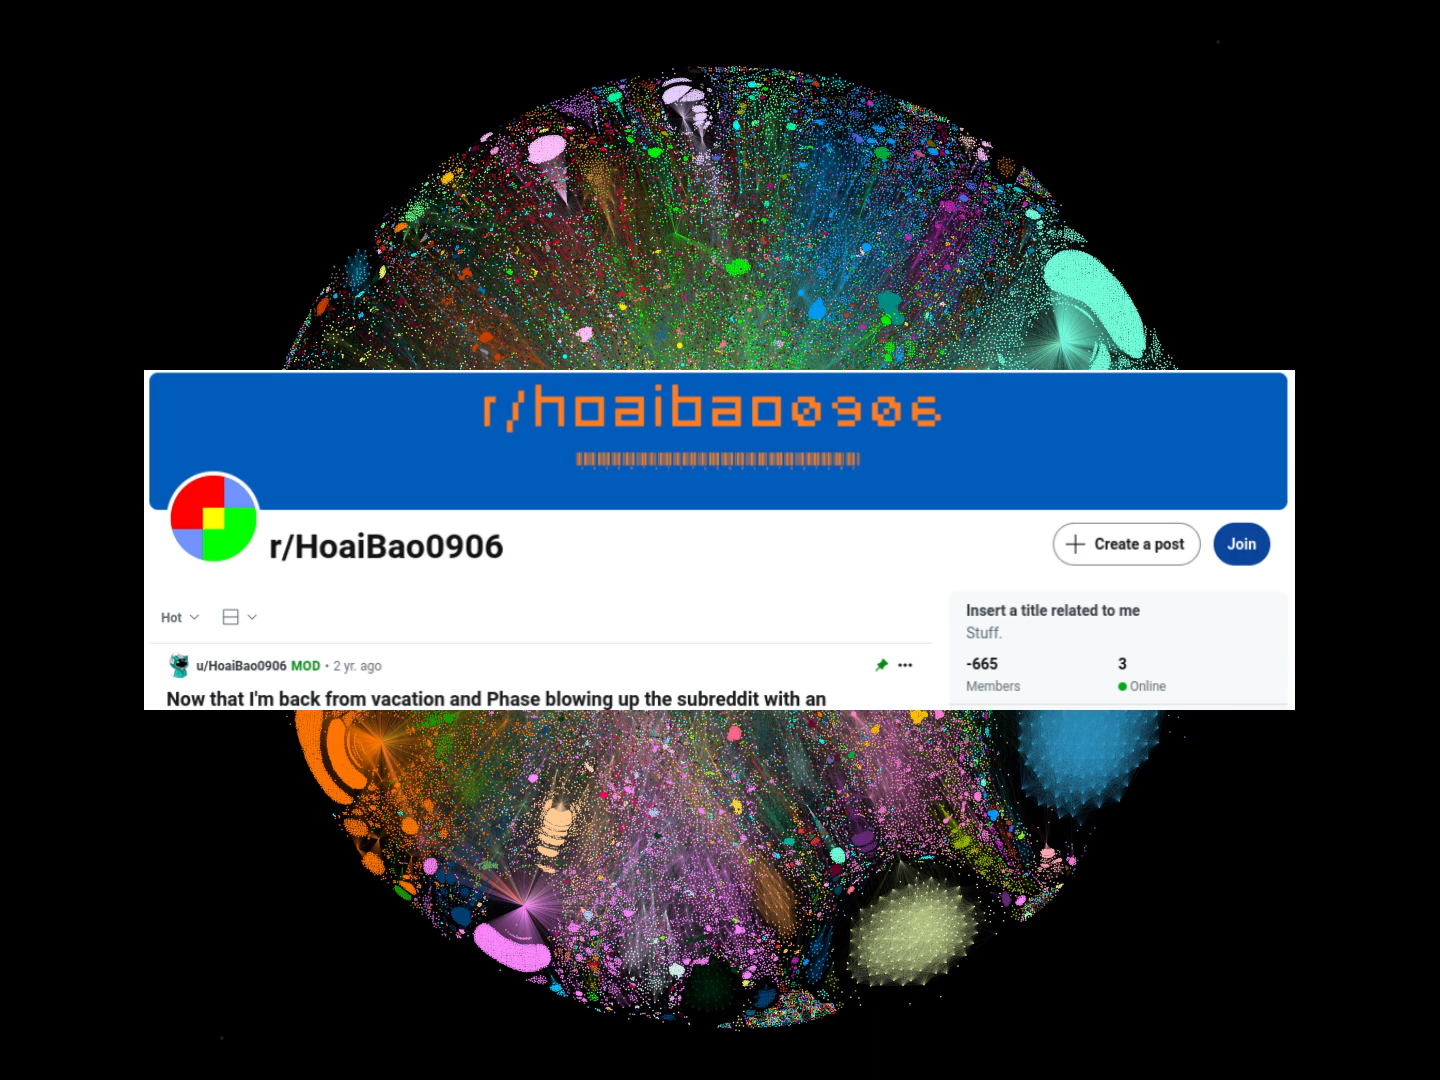 r/hoaibao0906
r/HoaiBao0906
Create a post
Join
Hot
u/HoaiBao0906 MOD • 2 yr. ago
Now that I'm back from vacation and Phase blowing up the subreddit with an
Insert a title related to me
Stuff.
-665
3
Members
Online